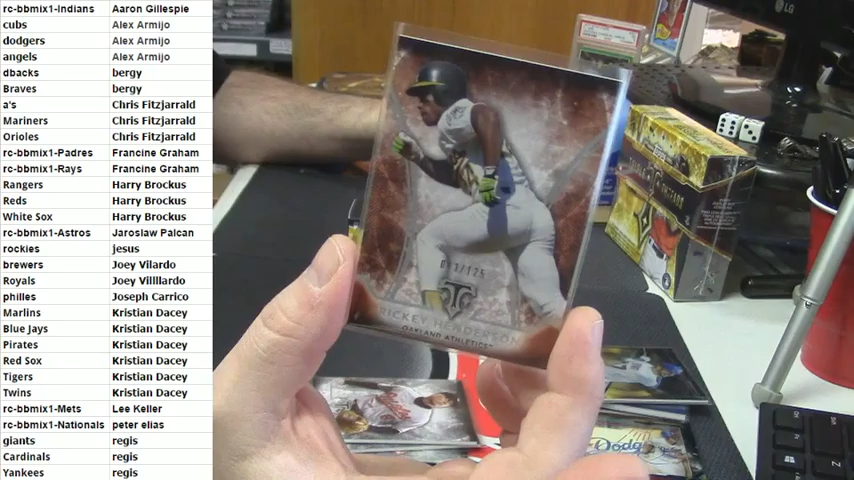 rc-bbmix1-Indians Aaron Gillespie
cubs Alex Armijo
dodgers Alex Armijo
angels Alex Armijo
dbacks bergy
Braves bergy
a's Chris Fitzjarrald
Mariners Chris Fitzjarrald
Orioles Chris Fitzjarrald
rc-bbmix1-Padres Francine Graham
rc-bbmix1-Rays Francine Graham
Rangers Harry Brockus
Reds Harry Brockus
White Sox Harry Brockus
rc-bbmix1-Astros Jaroslaw Palcan
rockies jesus
brewers Joey Vilardo
Royals Joey Villlardo
philles Joseph Carrico
Marlins Kristian Dacey
Blue Jays Kristian Dacey
Pirates Kristian Dacey
Red Sox Kristian Dacey
Tigers Kristian Dacey
Twins Kristian Dacey
rc-bbmix1-Mets Lee Keller
rc-bbmix1-Nationals peter elias
giants regis
Cardinals regis
Yankees regis
LG
RICKEY HENDERSON
OAKLAND ATHLETICS